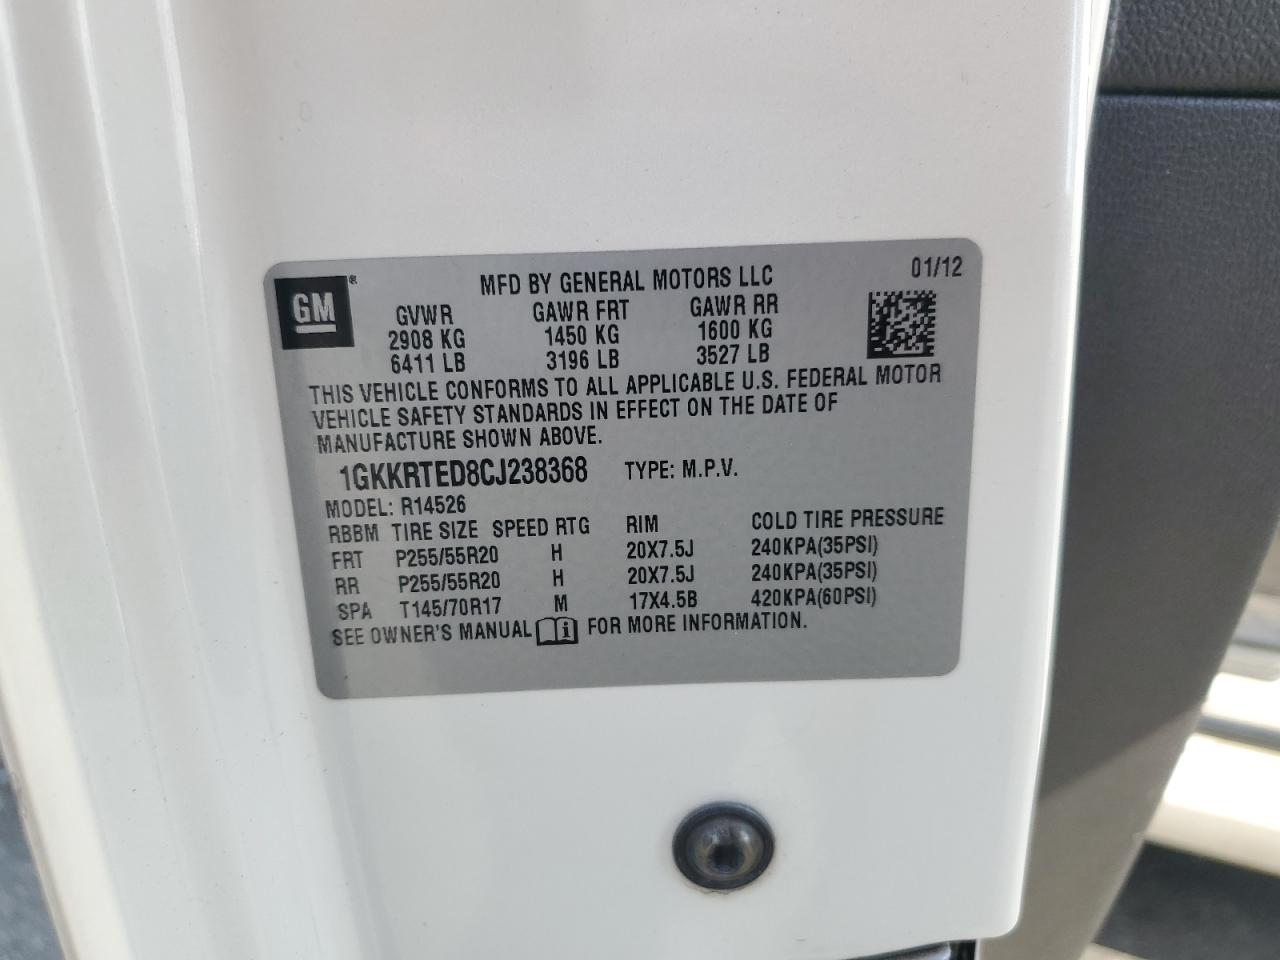 01/12
GM® MFD BY GENERAL MOTORS LLC
GVWR GAWR FRT GAWR RR
2908 KG 1450 KG 1600 KG
6411 LB 3196 LB 3527 LB
THIS VEHICLE CONFORMS TO ALL APPLICABLE U.S. FEDERAL MOTOR
VEHICLE SAFETY STANDARDS IN EFFECT ON THE DATE OF
MANUFACTURE SHOWN ABOVE.
1GKKRTED8CJ238368 TYPE: M.P.V.
MODEL: R14526
RBBM TIRE SIZE SPEED RTG RIM COLD TIRE PRESSURE
FRT P255/55R20 H 20X7.5J 240KPA(35PSI)
RR P255/55R20 H 20X7.5J 240KPA(35PSI)
SPA T145/70R17 M 17X4.5B 420KPA(60PSI)
SEE OWNER'S MANUAL i FOR MORE INFORMATION.